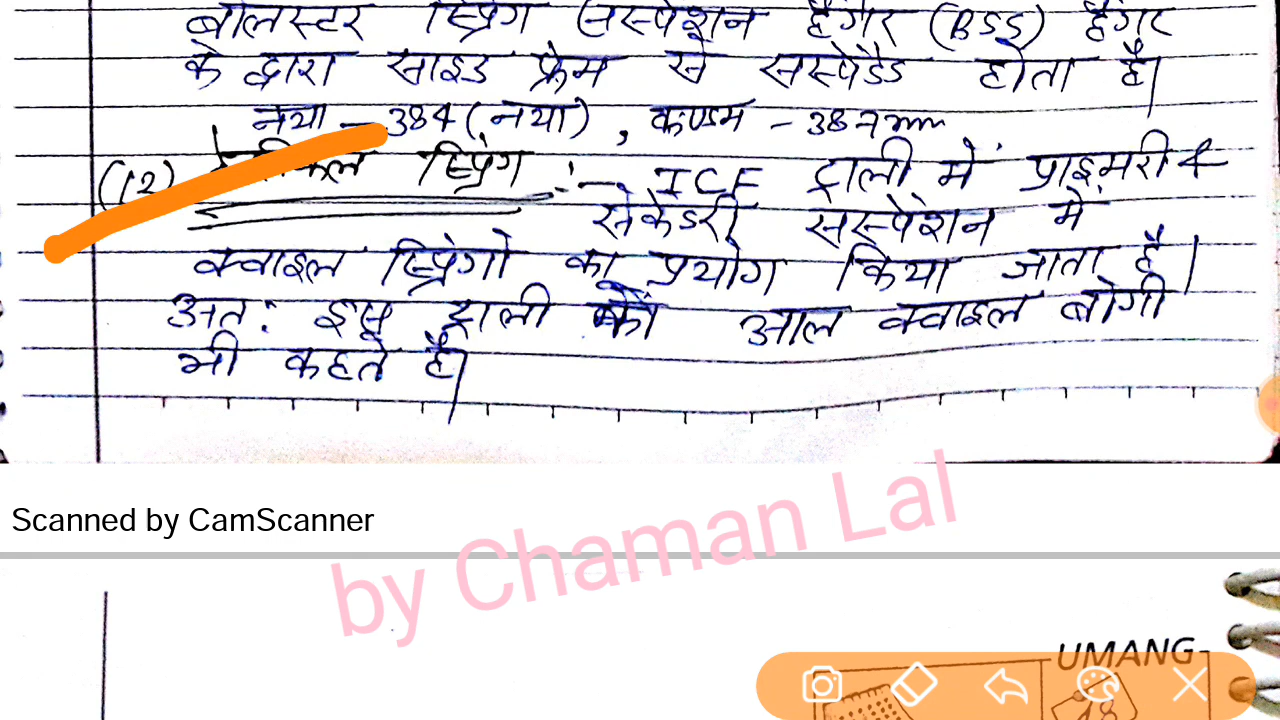 बोलस्टर स्प्रिंग सस्पेंशन हैंगर (BSS) हैंगर
के द्वारा साइड फ्रेम से सस्पेंडेड होता है।
नया – 384 (नया), कण्डम – 387mm
(12) स्प्रिंग :– ICF ट्राली में प्राइमरी &
सेकेंडरी सस्पेंशन में
क्वाइल स्प्रिंगो का प्रयोग किया जाता है।
अत: इस ट्राली को आल क्वाइल बोगी
भी कहते है।
Scanned by CamScanner
by Chaman Lal
UMANG